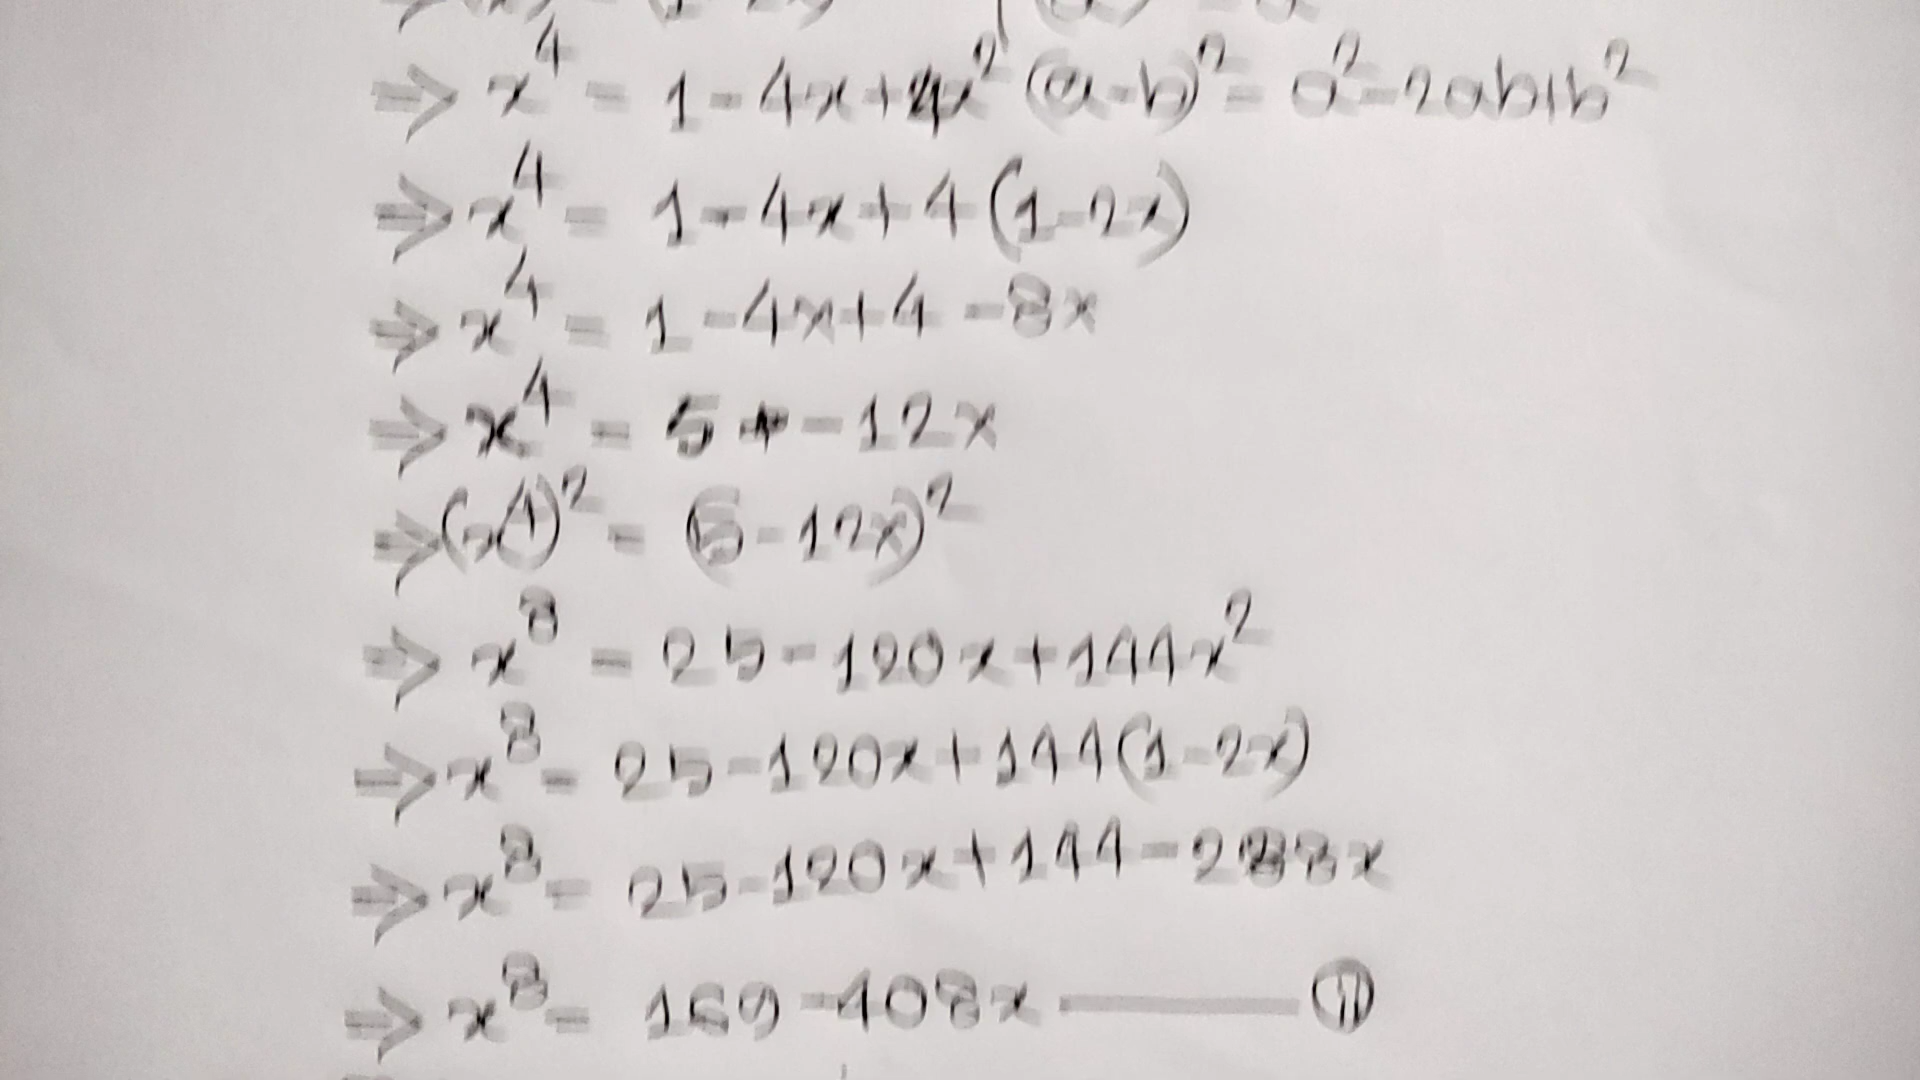 ⇒ x⁴ = 1 - 4x + 4x² (a-b)² = a² - 2ab + b²
⇒ x⁴ = 1 - 4x + 4(1-2x)
⇒ x⁴ = 1 - 4x + 4 - 8x
⇒ x⁴ = 5 - 12x
⇒ (x⁴)² = (5-12x)²
⇒ x⁸ = 25 - 120x + 144x²
⇒ x⁸ = 25 - 120x + 144(1-2x)
⇒ x⁸ = 25 - 120x + 144 - 288x
⇒ x⁸ = 169 - 408x —— II